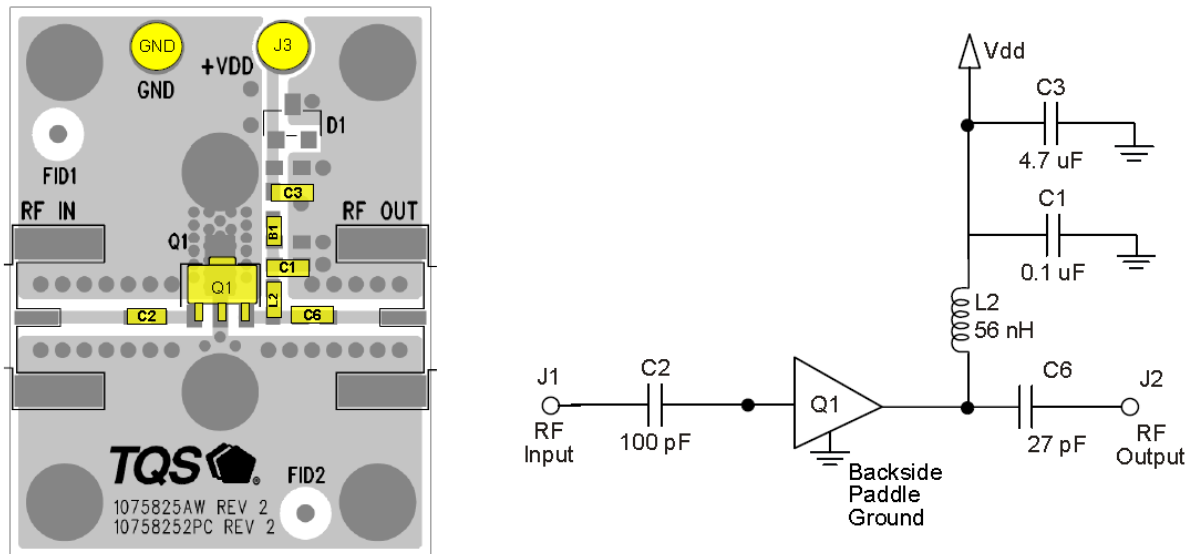 GND
J3
+VDD
GND
D1
FID1
C3
RF IN
RF OUT
B1
Q1
C1
Q1
L2
C2
C6
TQS
®
FID2
1075825AW REV 2
10758252PC REV 2
Vdd
C3
4.7 uF
C1
0.1 uF
L2
56 nH
J1
RF
Input
C2
100 pF
Q1
Backside
Paddle
Ground
C6
27 pF
J2
RF
Output